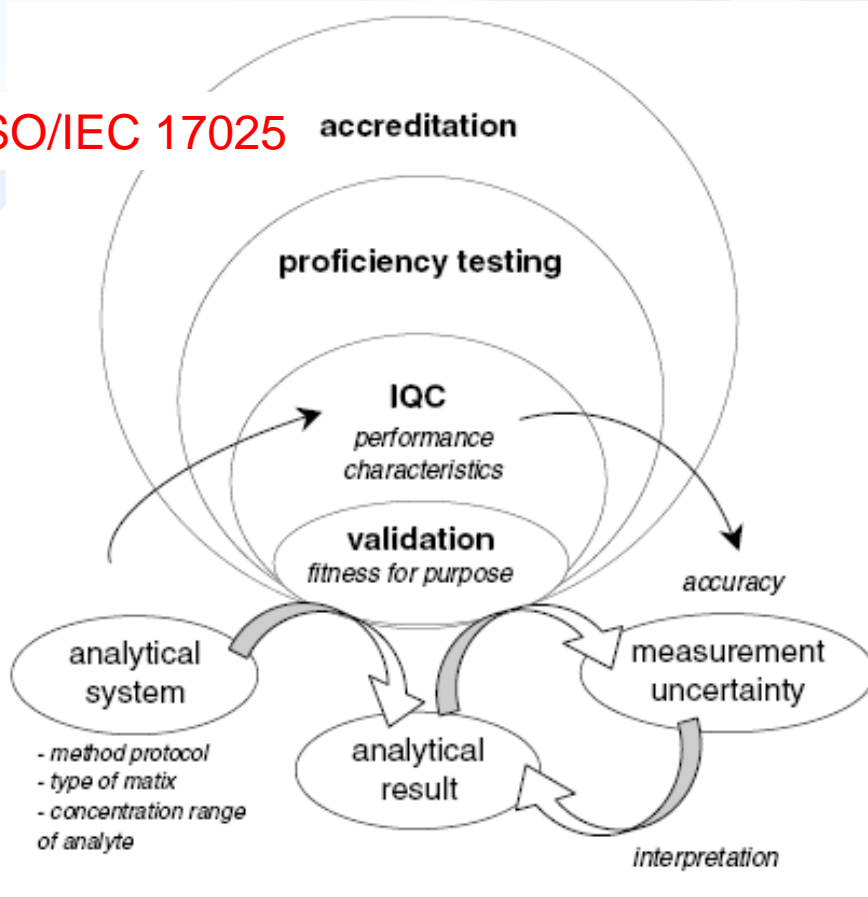 SO/IEC 17025
accreditation
proficiency testing
IQC
performance
characteristics
validation
fitness for purpose
accuracy
analytical
system
measurement
uncertainty
- method protocol
- type of matix
- concentration range
of analyte
analytical
result
interpretation